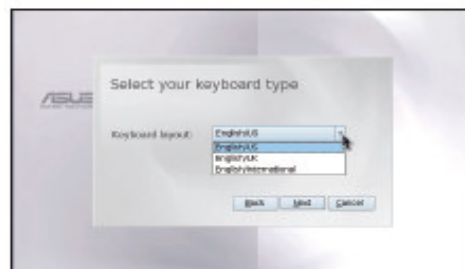 ASUS
Select your keyboard type
Keyboard layout:
English/US
English/US
English/UK
English/International
Back Next Cancel